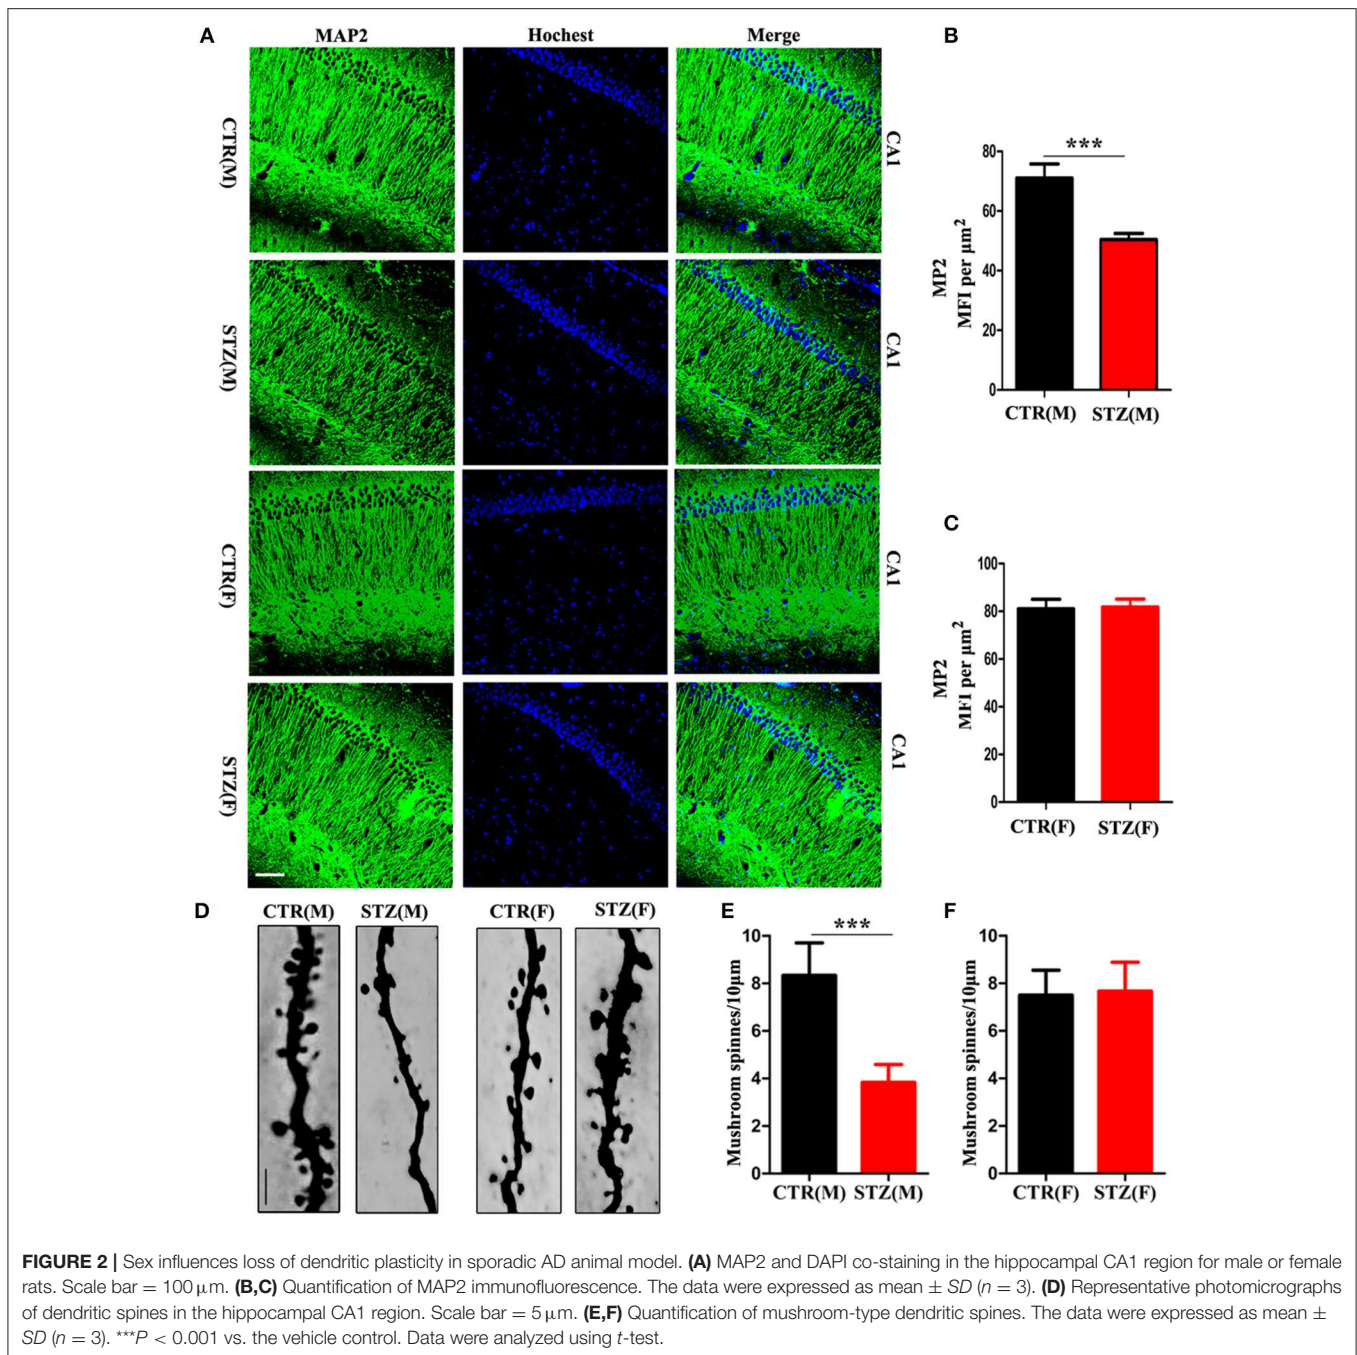 A
MAP2
Hochest
Merge
CTR(M)
CA1
STZ(M)
CA1
CTR(F)
CA1
STZ(F)
CA1
B
MP2
MFI per µm²
80
60
40
20
0
***
CTR(M)
STZ(M)
C
MP2
MFI per µm²
100
80
60
40
20
0
CTR(F)
STZ(F)
D
CTR(M)
STZ(M)
CTR(F)
STZ(F)
E
Mushroom spinnes/10µm
10
8
6
4
2
0
***
CTR(M)
STZ(M)
F
Mushroom spinnes/10µm
10
8
6
4
2
0
CTR(F)
STZ(F)
FIGURE 2 | Sex influences loss of dendritic plasticity in sporadic AD animal model. (A) MAP2 and DAPI co-staining in the hippocampal CA1 region for male or female
rats. Scale bar = 100 µm. (B,C) Quantification of MAP2 immunofluorescence. The data were expressed as mean ± SD (n = 3). (D) Representative photomicrographs
of dendritic spines in the hippocampal CA1 region. Scale bar = 5 µm. (E,F) Quantification of mushroom-type dendritic spines. The data were expressed as mean ±
SD (n = 3). ***P < 0.001 vs. the vehicle control. Data were analyzed using t-test.